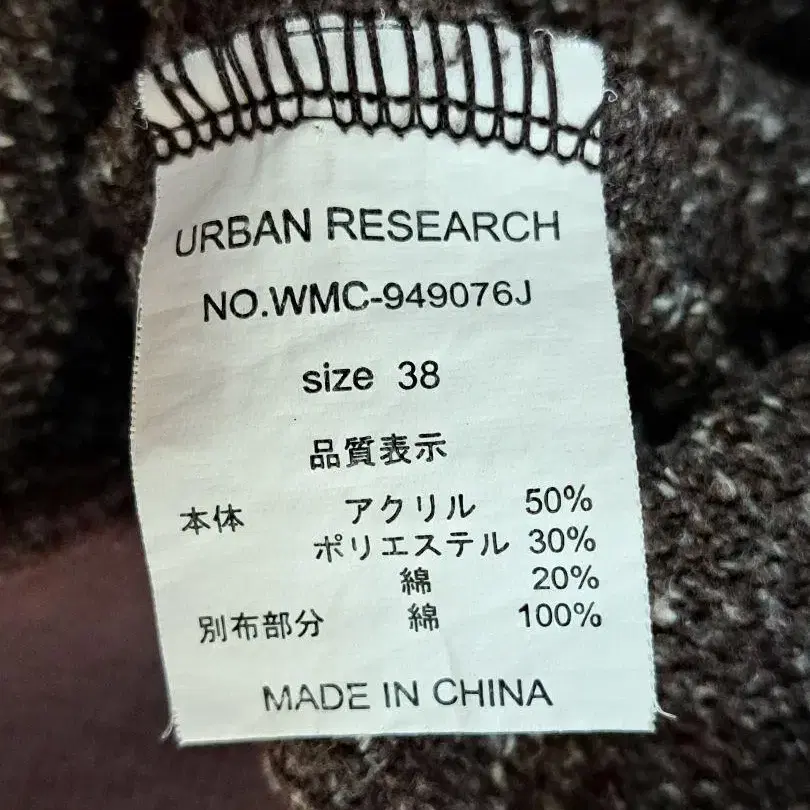 URBAN RESEARCH
NO.WMC-949076J
size 38
品質表示
本体 アクリル 50%
ポリエステル 30%
綿 20%
別布部分 綿 100%
MADE IN CHINA